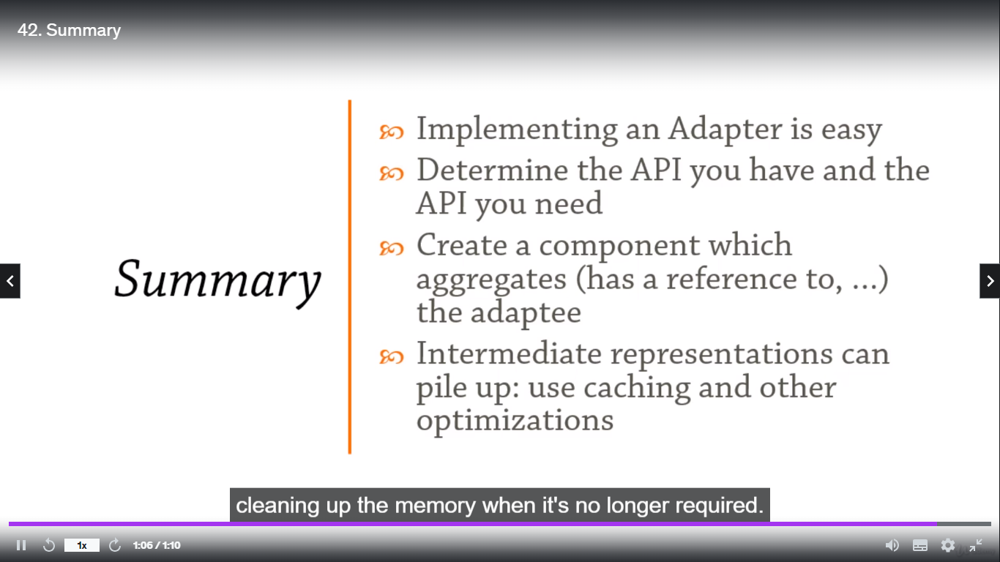 42. Summary
Summary
Implementing an Adapter is easy
Determine the API you have and the
API you need
Create a component which
aggregates (has a reference to, ...)
the adaptee
Intermediate representations can
pile up: use caching and other
optimizations
cleaning up the memory when it's no longer required.
1x
1:06 / 1:10